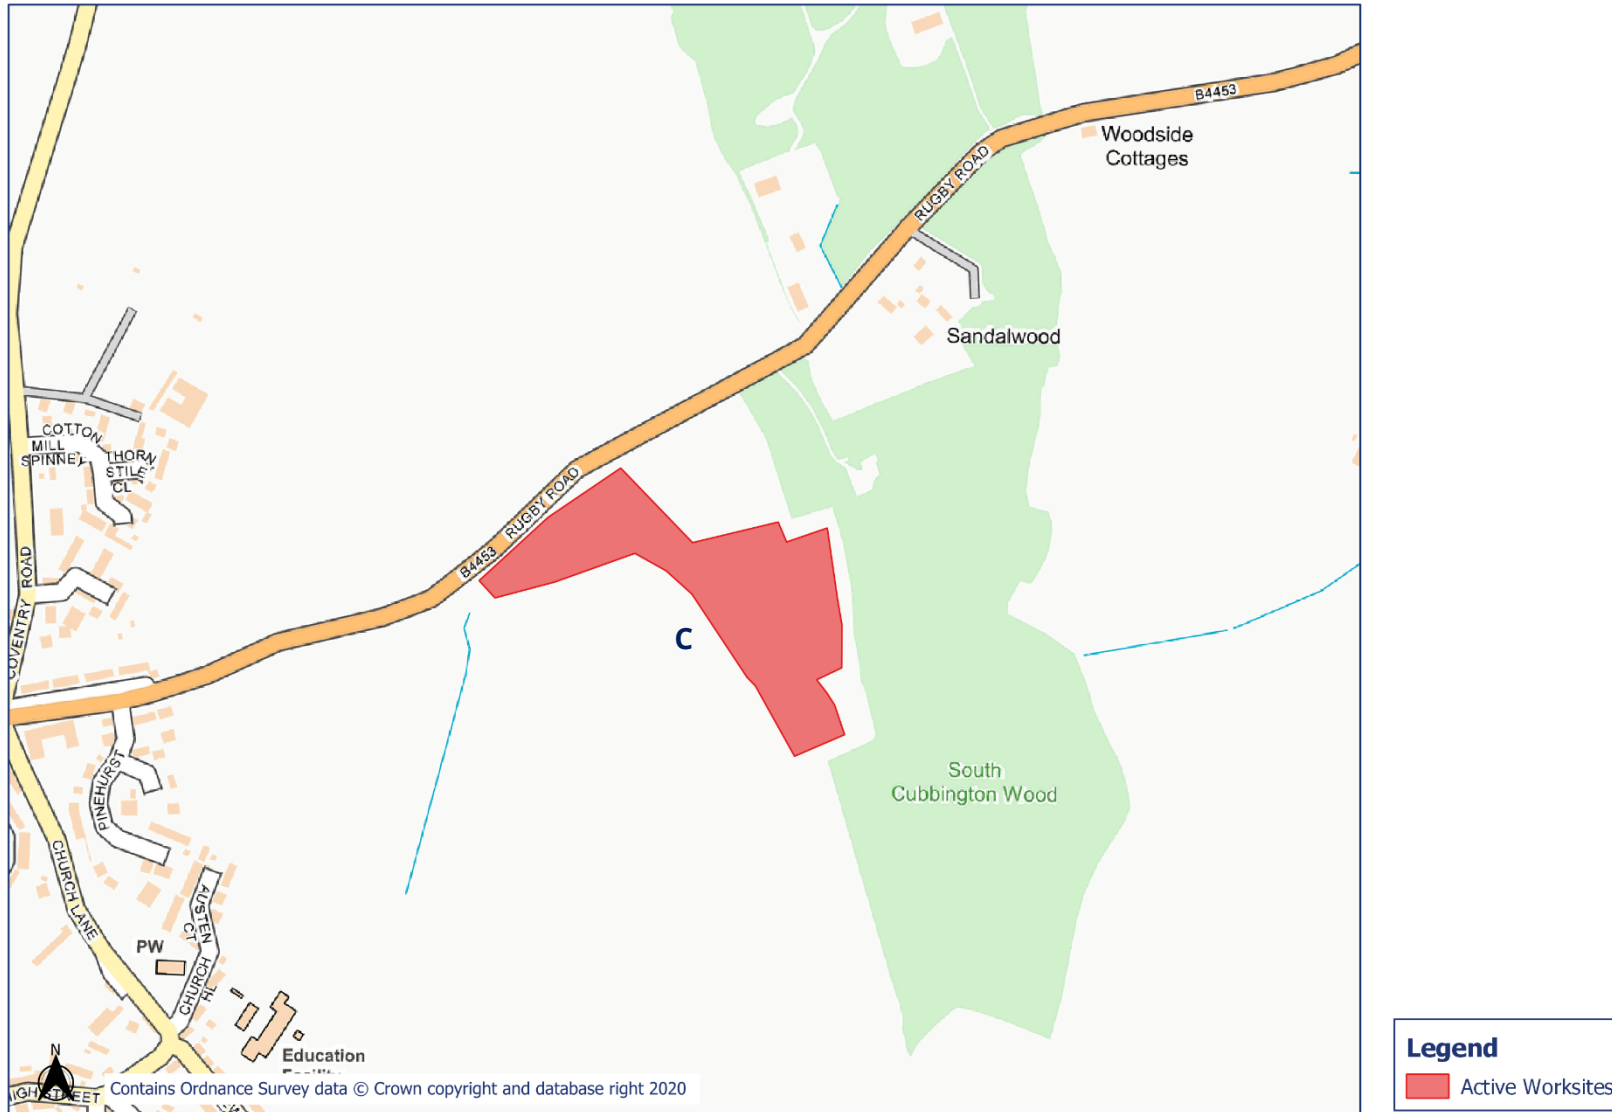 B4453
Woodside
Cottages
RUGBY ROAD
Sandalwood
COTTON
MILL
SPINNEY
THORN
STILE
CL
RUGBY ROAD
B4453
COVENTRY ROAD
C
PINEHURST
South
Cubbington Wood
CHURCH LANE
AUSTEN
CT
PW
CHURCH
HL
Education
N
Contains Ordnance Survey data © Crown copyright and database right 2020
STREET
Legend
Active Worksites